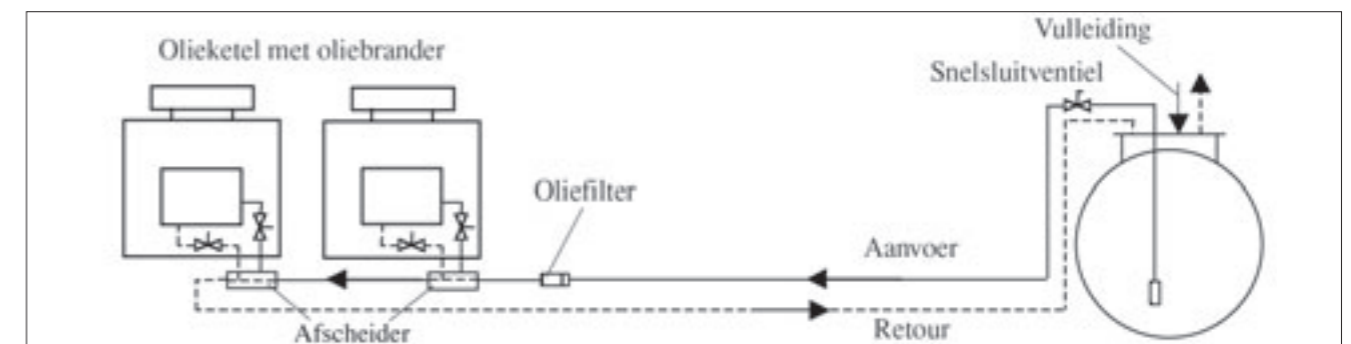 Vulleiding
Olieketel met oliebrander
Snelsluitventiel
Oliefilter
Aanvoer
Afscheider
Retour